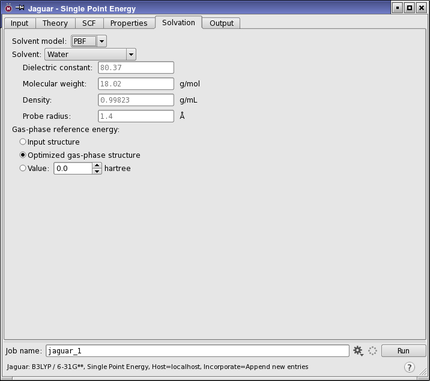 Jaguar - Single Point Energy
Input Theory SCF Properties Solvation Output
Solvent model: PBF
Solvent: Water
Dielectric constant: 80.37
Molecular weight: 18.02 g/mol
Density: 0.99823 g/mL
Probe radius: 1.4 Å
Gas-phase reference energy:
Input structure
Optimized gas-phase structure
Value: 0.0 hartree
Job name: jaguar_1 Run
Jaguar: B3LYP / 6-31G**, Single Point Energy, Host=localhost, Incorporate=Append new entries ?